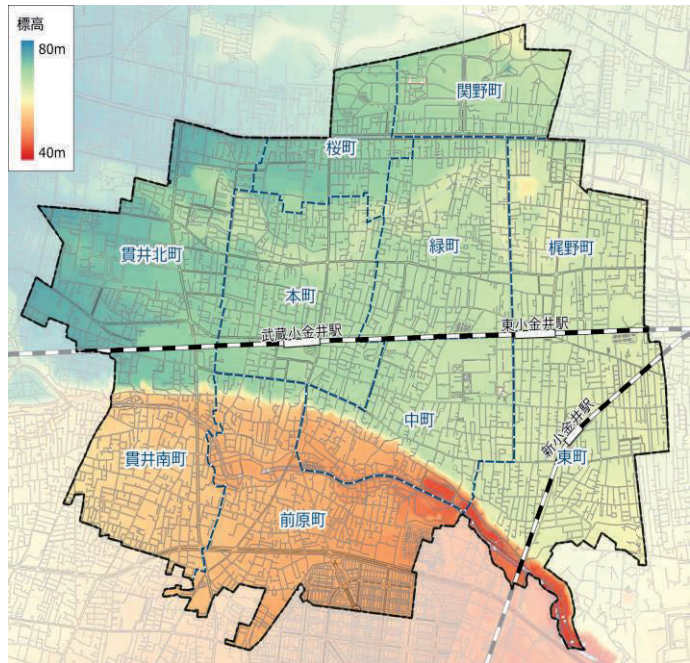 標高
80m
40m
関野町
桜町
貫井北町
緑町
梶野町
本町
武蔵小金井駅
東小金井駅
中町
新小金井駅
東町
貫井南町
前原町